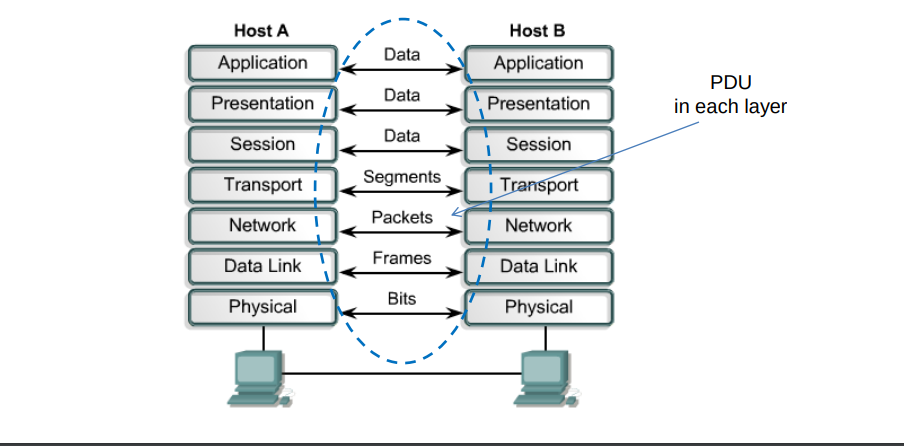 Host A
Host B
Application
Data
Application
Presentation
Data
Presentation
Session
Data
Session
Transport
Segments
Transport
Network
Packets
Network
Data Link
Frames
Data Link
Physical
Bits
Physical
PDU
in each layer